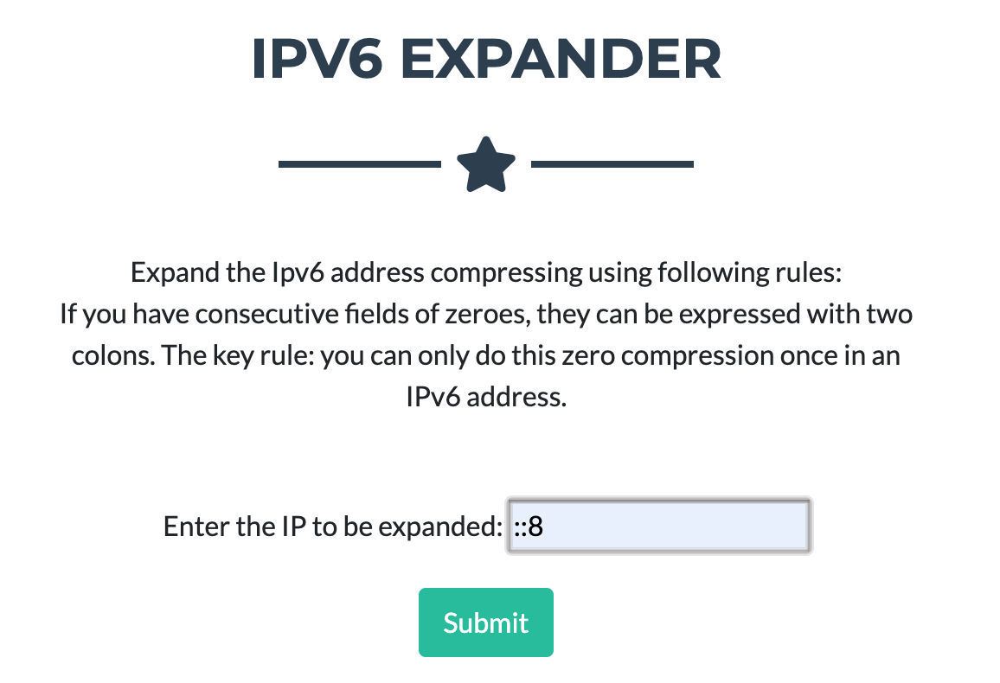 IPV6 EXPANDER
Expand the Ipv6 address compressing using following rules:
If you have consecutive fields of zeroes, they can be expressed with two
colons. The key rule: you can only do this zero compression once in an
IPv6 address.
Enter the IP to be expanded: ::8
Submit